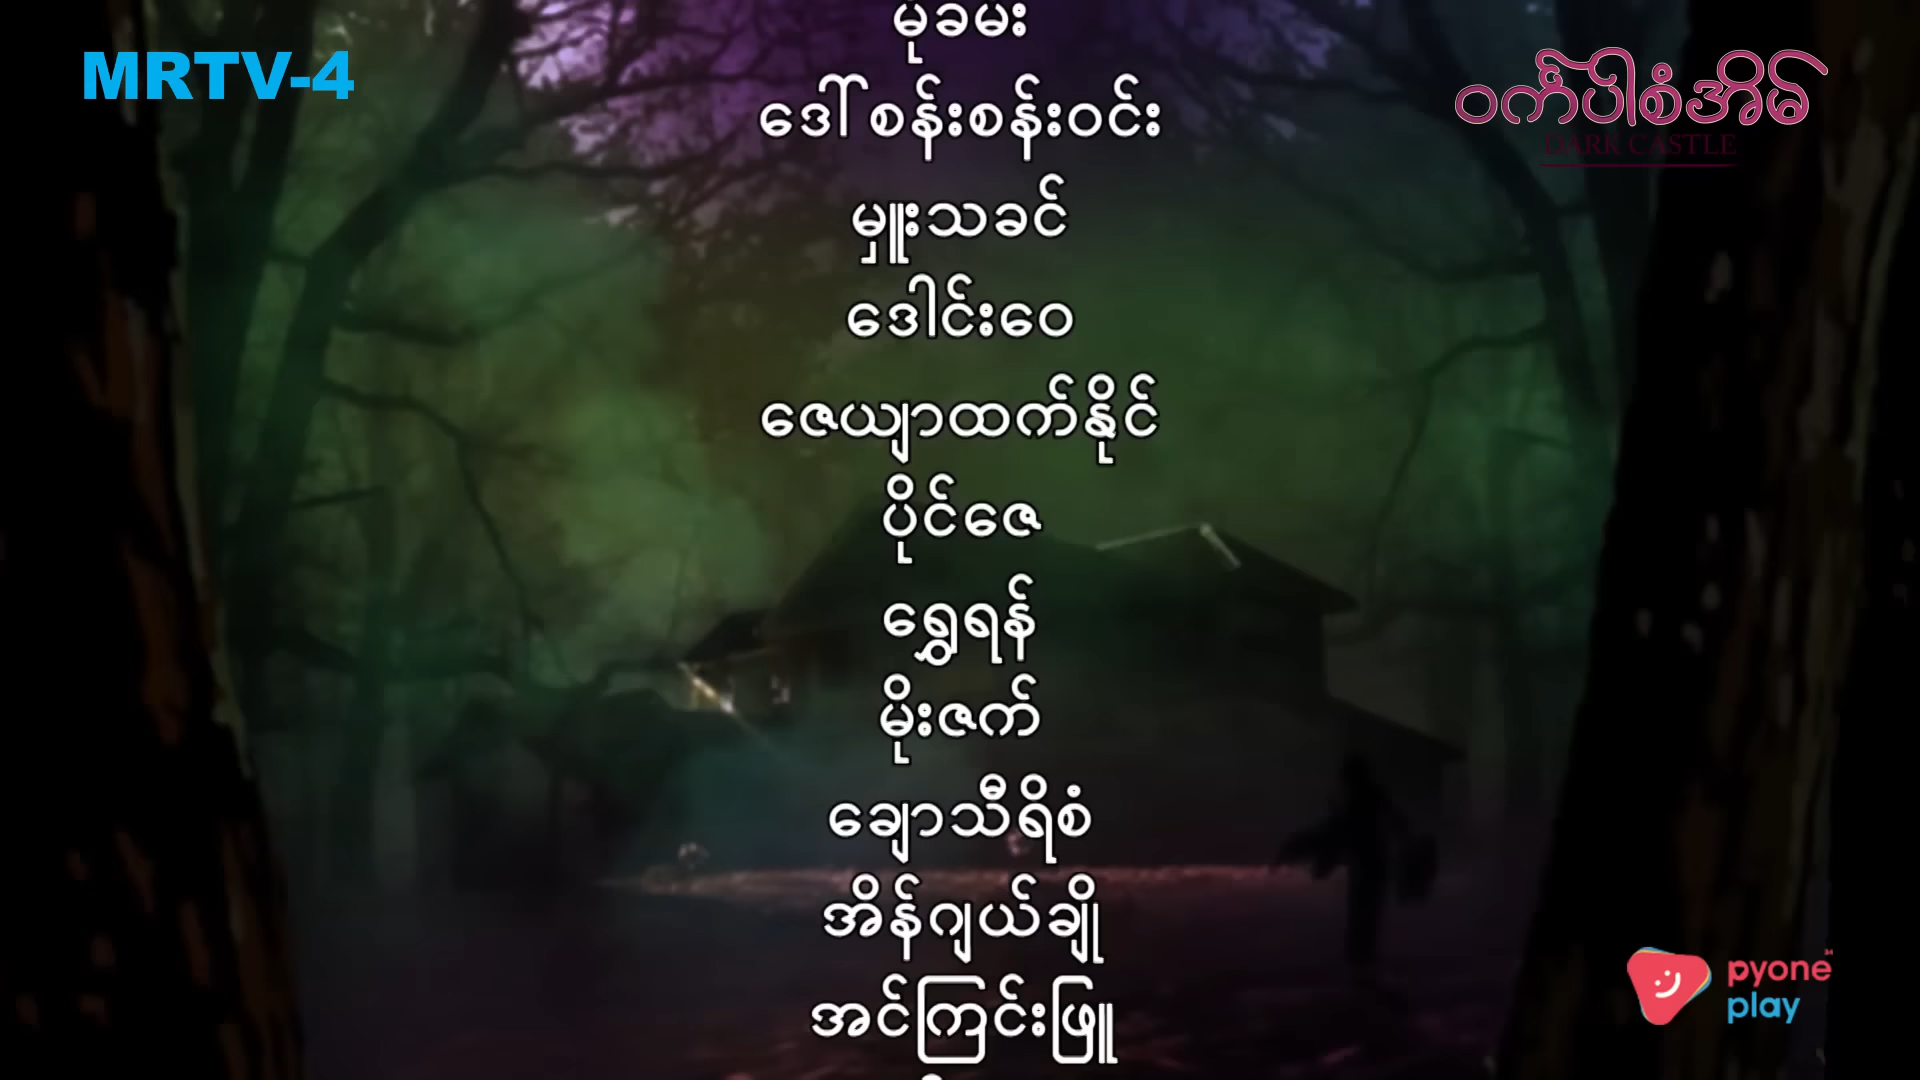 မိုးခမ်း
MRTV-4
ဝင်္ကပါစံအိမ်
DARK CASTLE
ဒေါ်စန်းစန်းဝင်း
မှူးသခင်
ဒေါင်းဝေ
ဇေယျာထက်နိုင်
ပိုင်ဇေ
ရွှေရန်
မိုးဇက်
ချောသီရိစံ
အိန်ဂျယ်ချို
အင်ကြင်းဖြူ
pyone
play